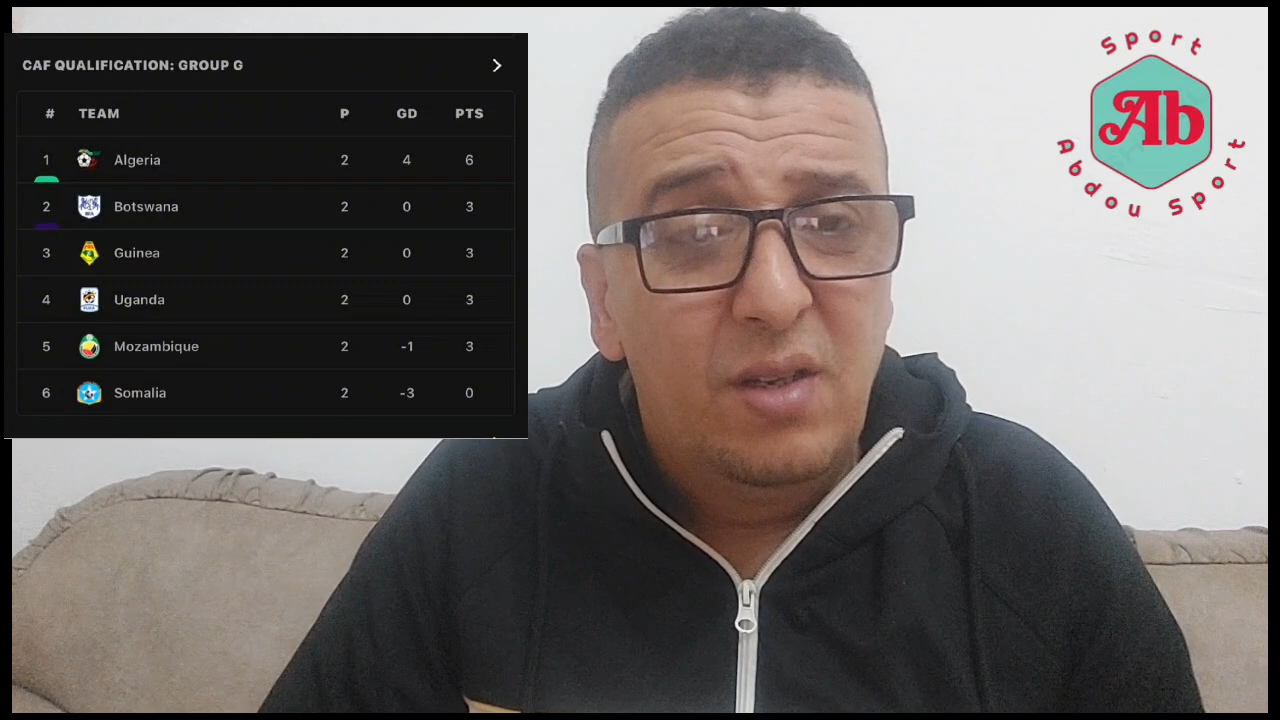 CAF QUALIFICATION: GROUP G
# TEAM P GD PTS
1 Algeria 2 4 6
2 Botswana 2 0 3
3 Guinea 2 0 3
4 Uganda 2 0 3
5 Mozambique 2 -1 3
6 Somalia 2 -3 0
Sport
Ab
Abdou Sport